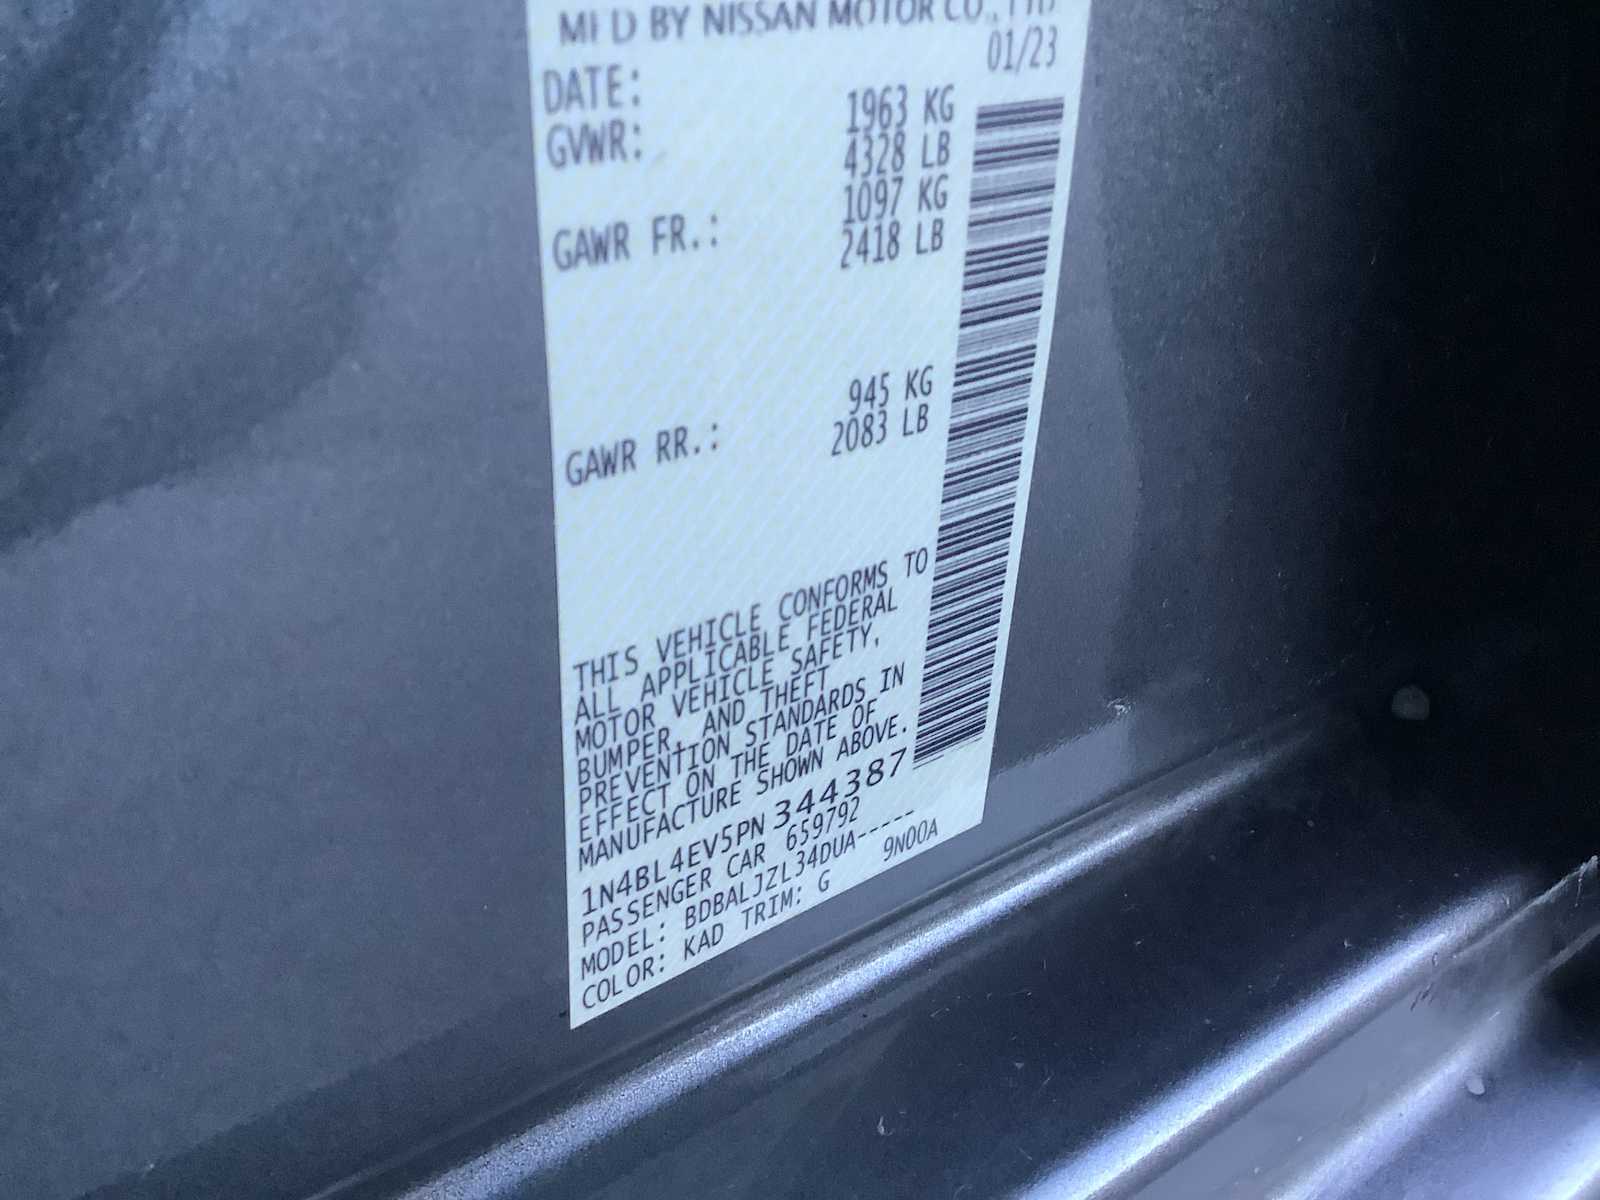 MFD BY NISSAN MOTOR CO., LTD.
DATE: 01/23
GVWR: 1963 KG
4328 LB
GAWR FR.: 1097 KG
2418 LB
GAWR RR.: 945 KG
2083 LB
THIS VEHICLE CONFORMS TO
ALL APPLICABLE FEDERAL
MOTOR VEHICLE SAFETY,
BUMPER, AND THEFT
PREVENTION STANDARDS IN
EFFECT ON THE DATE OF
MANUFACTURE SHOWN ABOVE.
1N4BL4EV5PN344387
PASSENGER CAR 659792
MODEL: BDBALJZL34DUA-----
COLOR: KAD TRIM: G 9N00A